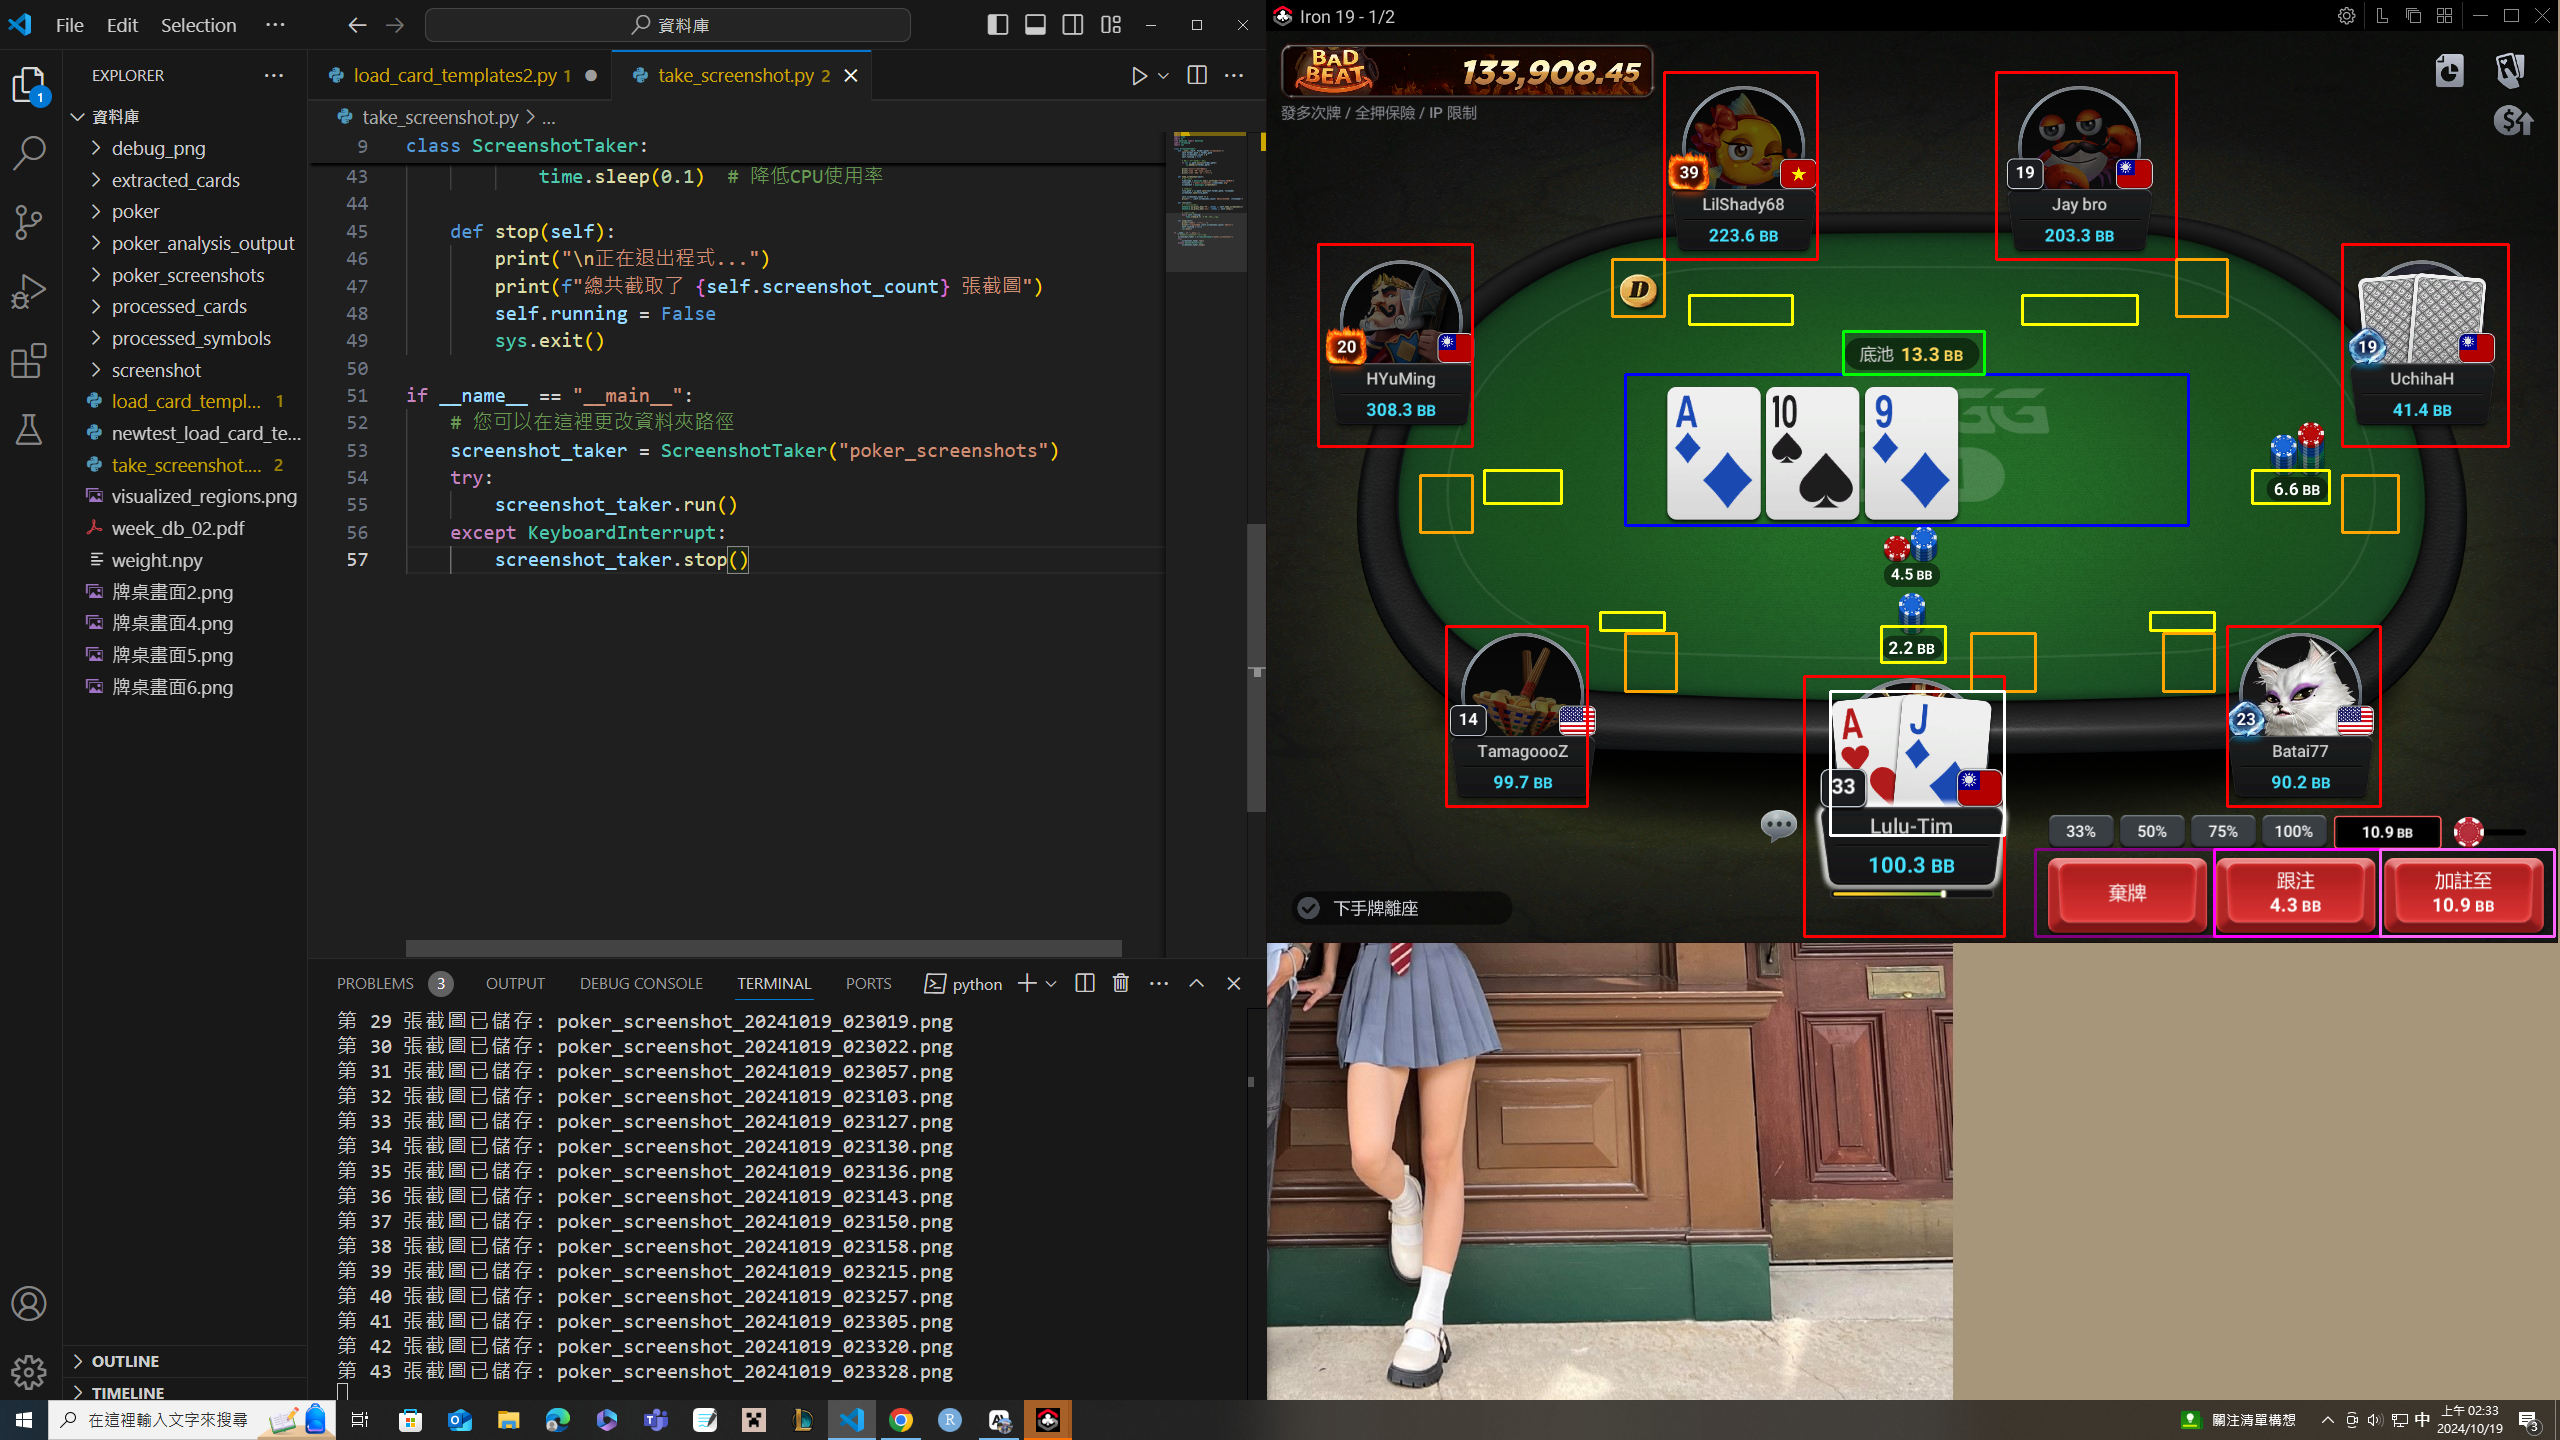 File Edit Selection ... 資料庫
EXPLORER ...
資料庫
debug_png
extracted_cards
poker
poker_analysis_output
poker_screenshots
processed_cards
processed_symbols
screenshot
load_card_templ... 1
newtest_load_card_te...
take_screenshot.... 2
visualized_regions.png
week_db_02.pdf
weight.npy
牌桌畫面2.png
牌桌畫面4.png
牌桌畫面5.png
牌桌畫面6.png
OUTLINE
TIMELINE
1
load_card_templates2.py 1
take_screenshot.py 2
take_screenshot.py > ...
9 class ScreenshotTaker:
43 time.sleep(0.1) # 降低CPU使用率
44
45 def stop(self):
46 print("\n正在退出程式...")
47 print(f"總共截取了 {self.screenshot_count} 張截圖")
48 self.running = False
49 sys.exit()
50
51 if __name__ == "__main__":
52 # 您可以在這裡更改資料夾路徑
53 screenshot_taker = ScreenshotTaker("poker_screenshots")
54 try:
55 screenshot_taker.run()
56 except KeyboardInterrupt:
57 screenshot_taker.stop()
PROBLEMS 3 OUTPUT DEBUG CONSOLE TERMINAL PORTS python
第 29 張截圖已儲存: poker_screenshot_20241019_023019.png
第 30 張截圖已儲存: poker_screenshot_20241019_023022.png
第 31 張截圖已儲存: poker_screenshot_20241019_023057.png
第 32 張截圖已儲存: poker_screenshot_20241019_023103.png
第 33 張截圖已儲存: poker_screenshot_20241019_023127.png
第 34 張截圖已儲存: poker_screenshot_20241019_023130.png
第 35 張截圖已儲存: poker_screenshot_20241019_023136.png
第 36 張截圖已儲存: poker_screenshot_20241019_023143.png
第 37 張截圖已儲存: poker_screenshot_20241019_023150.png
第 38 張截圖已儲存: poker_screenshot_20241019_023158.png
第 39 張截圖已儲存: poker_screenshot_20241019_023215.png
第 40 張截圖已儲存: poker_screenshot_20241019_023257.png
第 41 張截圖已儲存: poker_screenshot_20241019_023305.png
第 42 張截圖已儲存: poker_screenshot_20241019_023320.png
第 43 張截圖已儲存: poker_screenshot_20241019_023328.png
Iron 19 - 1/2
BAD BEAT 133,908.45
發多次牌 / 全押保險 / IP 限制
39
LilShady68
223.6 BB
19
Jay bro
203.3 BB
20
HYuMing
308.3 BB
D
底池 13.3 BB
19
UchihaH
41.4 BB
A 10 9
6.6 BB
4.5 BB
2.2 BB
14
TamagoooZ
99.7 BB
A J
33
Lulu-Tim
100.3 BB
23
Batai77
90.2 BB
33% 50% 75% 100% 10.9 BB
棄牌
跟注
4.3 BB
加註至
10.9 BB
下手牌離座
在這裡輸入文字來搜尋
關注清單構想
中
上午 02:33
2024/10/19
3